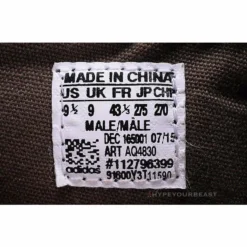 MADE IN CHINA
US UK FR JP CHN
9½ 9 43⅓ 275 270
MALE/MÂLE
DEC 165001 07/15
ART AQ4830
#112796399
adidas 91800Y3T11590
HYPEYOURBEAST